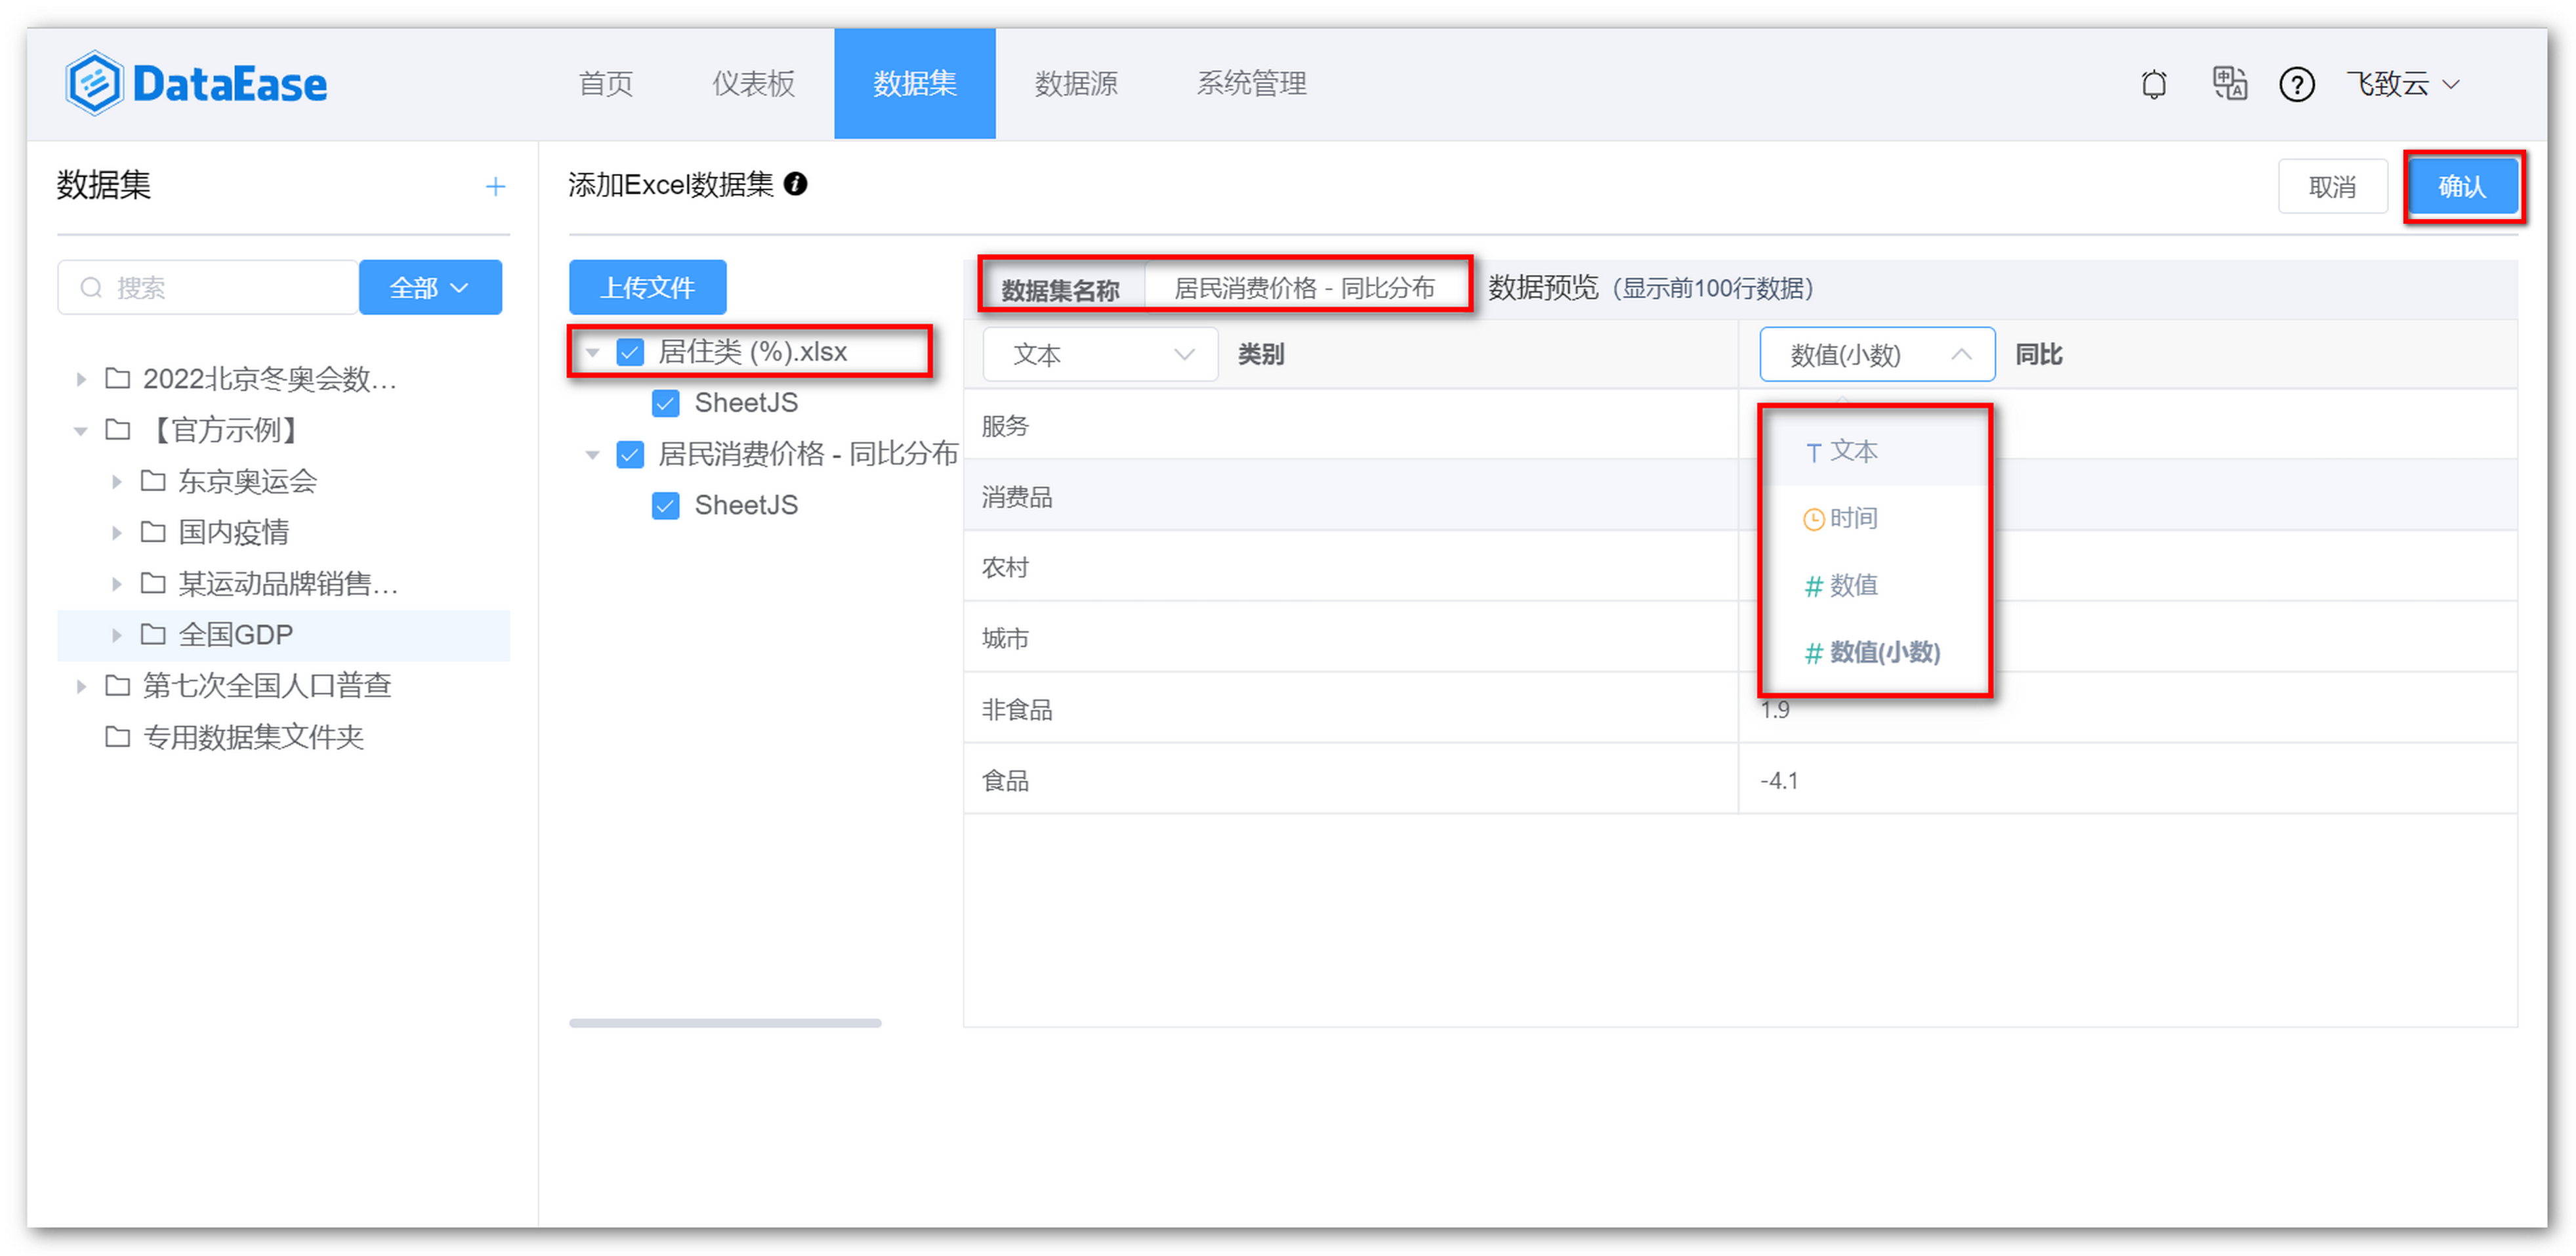 DataEase
首页 仪表板 数据集 数据源 系统管理 飞致云
数据集
搜索 全部
2022北京冬奥会数...
【官方示例】
东京奥运会
国内疫情
某运动品牌销售...
全国GDP
第七次全国人口普查
专用数据集文件夹
添加Excel数据集
取消 确认
上传文件
居住类 (%).xlsx
SheetJS
居民消费价格 - 同比分布
SheetJS
数据集名称 居民消费价格 - 同比分布 数据预览 (显示前100行数据)
文本 类别 数值(小数) 同比
服务
消费品
农村
城市
非食品 1.9
食品 -4.1
T 文本
时间
# 数值
# 数值(小数)